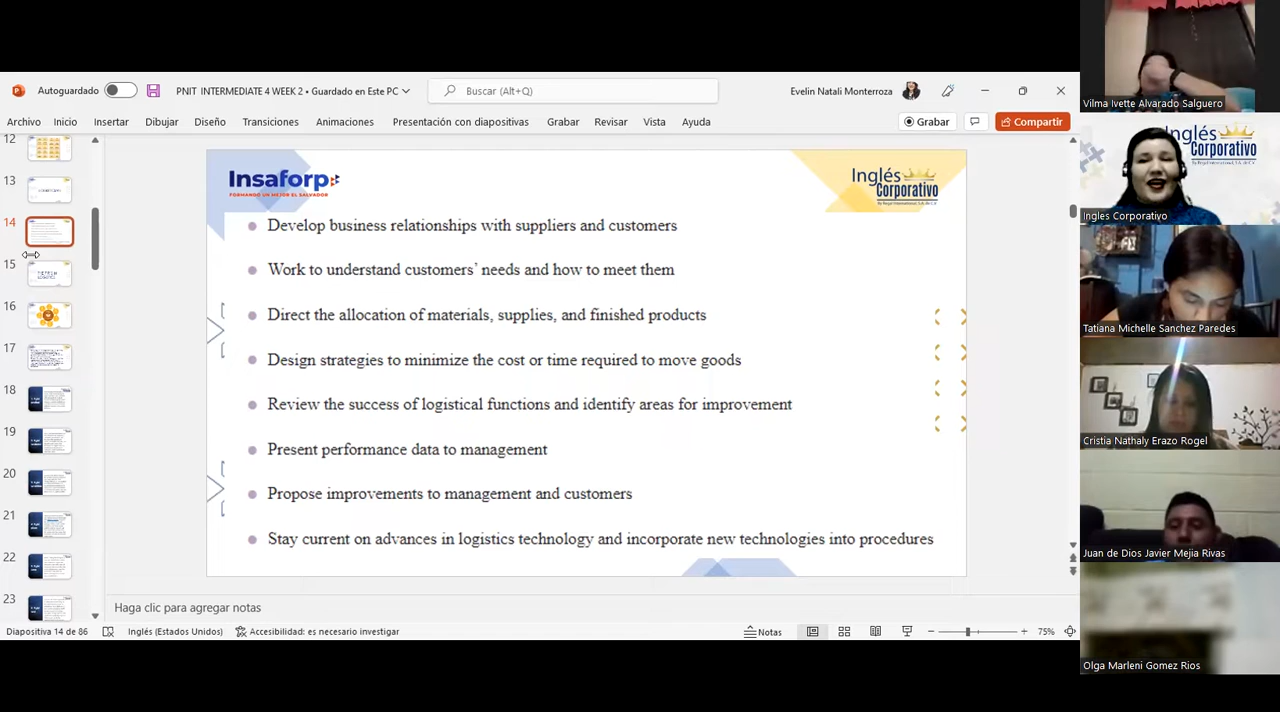 Autoguardado
PNIT INTERMEDIATE 4 WEEK 2 • Guardado en Este PC
Buscar (Alt+Q)
Evelin Natali Monterroza
Archivo Inicio Insertar Dibujar Diseño Transiciones Animaciones Presentación con diapositivas Grabar Revisar Vista Ayuda
Grabar
Compartir
12
13
14
15
16
17
18
19
20
21
22
23
Insaforp
FORMANDO UN MEJOR EL SALVADOR
Inglés
Corporativo
Develop business relationships with suppliers and customers
Work to understand customers' needs and how to meet them
Direct the allocation of materials, supplies, and finished products
Design strategies to minimize the cost or time required to move goods
Review the success of logistical functions and identify areas for improvement
Present performance data to management
Propose improvements to management and customers
Stay current on advances in logistics technology and incorporate new technologies into procedures
Haga clic para agregar notas
Diapositiva 14 de 86
Inglés (Estados Unidos)
Accesibilidad: es necesario investigar
Notas
75%
Vilma Ivette Alvarado Salguero
Inglés
Corporativo
Ingles Corporativo
Tatiana Michelle Sanchez Paredes
Cristia Nathaly Erazo Rogel
Juan de Dios Javier Mejia Rivas
Olga Marleni Gomez Rios